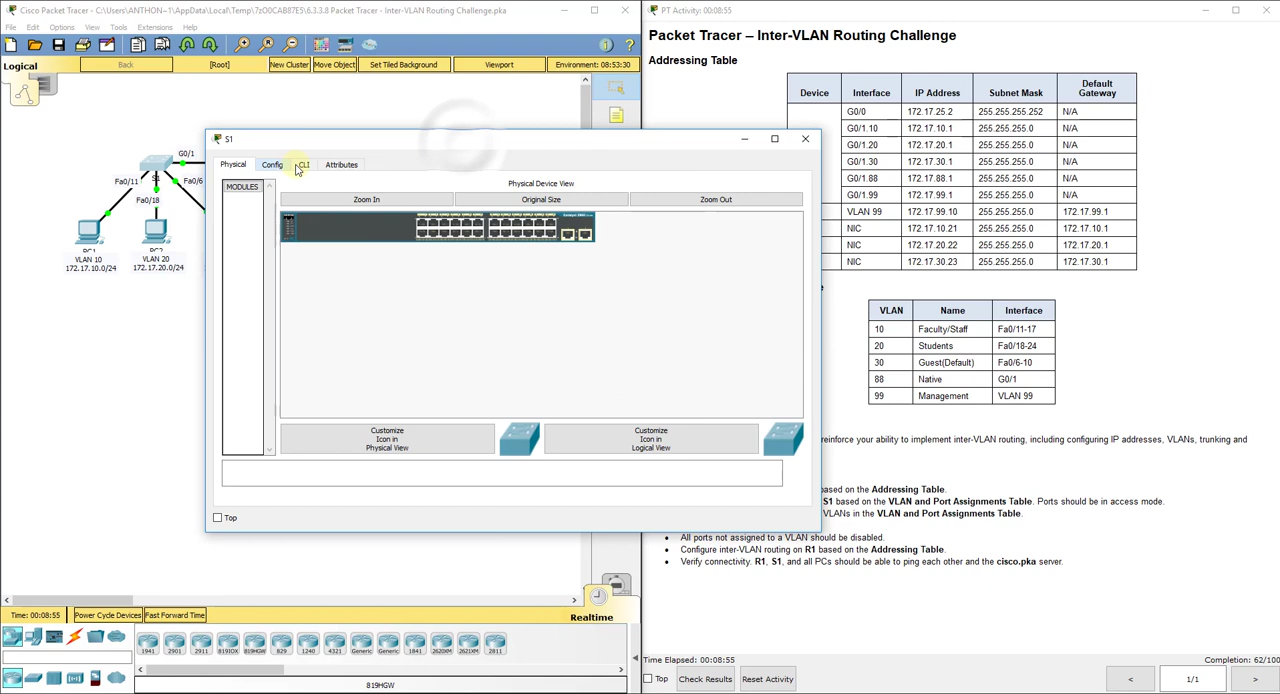 Cisco Packet Tracer - C:\Users\ANTHON~1\AppData\Local\Temp\7zO0CAB87E5\6.3.3.8 Packet Tracer - Inter-VLAN Routing Challenge.pka
File Edit Options View Tools Extensions Help
Logical Back [Root] New Cluster Move Object Set Tiled Background Viewport Environment: 08:53:30
G0/1
S1
Fa0/11 Fa0/6
Fa0/18
PC1 PC2
VLAN 10 VLAN 20
172.17.10.0/24 172.17.20.0/24
S1
Physical Config CLI Attributes
MODULES
Physical Device View
Zoom In Original Size Zoom Out
Customize Icon in Physical View
Customize Icon in Logical View
Top
Time: 00:08:55 Power Cycle Devices Fast Forward Time Realtime
1941 2901 2911 819IOX 819HGW 829 1240 4321 Generic Generic 1841 2620XM 2621XM 2811
819HGW
PT Activity: 00:08:55
Packet Tracer – Inter-VLAN Routing Challenge
Addressing Table
Device Interface IP Address Subnet Mask Default Gateway
G0/0 172.17.25.2 255.255.255.252 N/A
G0/1.10 172.17.10.1 255.255.255.0 N/A
G0/1.20 172.17.20.1 255.255.255.0 N/A
G0/1.30 172.17.30.1 255.255.255.0 N/A
G0/1.88 172.17.88.1 255.255.255.0 N/A
G0/1.99 172.17.99.1 255.255.255.0 N/A
VLAN 99 172.17.99.10 255.255.255.0 172.17.99.1
NIC 172.17.10.21 255.255.255.0 172.17.10.1
NIC 172.17.20.22 255.255.255.0 172.17.20.1
NIC 172.17.30.23 255.255.255.0 172.17.30.1
VLAN Name Interface
10 Faculty/Staff Fa0/11-17
20 Students Fa0/18-24
30 Guest(Default) Fa0/6-10
88 Native G0/1
99 Management VLAN 99
reinforce your ability to implement inter-VLAN routing, including configuring IP addresses, VLANs, trunking and
based on the Addressing Table.
S1 based on the VLAN and Port Assignments Table. Ports should be in access mode.
VLANs in the VLAN and Port Assignments Table.
• All ports not assigned to a VLAN should be disabled.
• Configure inter-VLAN routing on R1 based on the Addressing Table.
• Verify connectivity. R1, S1, and all PCs should be able to ping each other and the cisco.pka server.
Time Elapsed: 00:08:55 Completion: 62/100
Top Check Results Reset Activity < 1/1 >